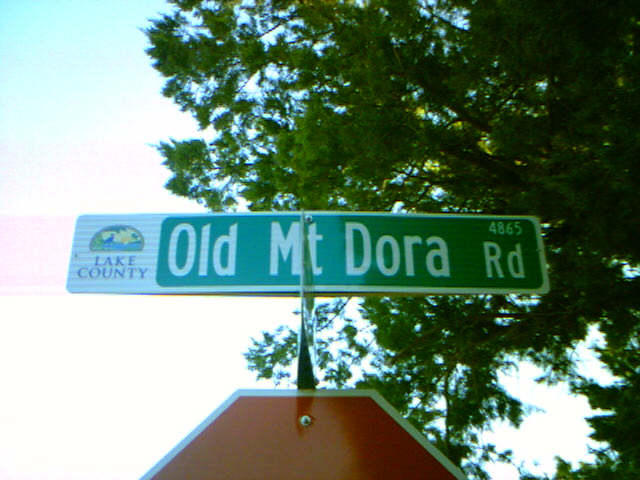 LAKE
COUNTY
Old Mt Dora Rd
4865